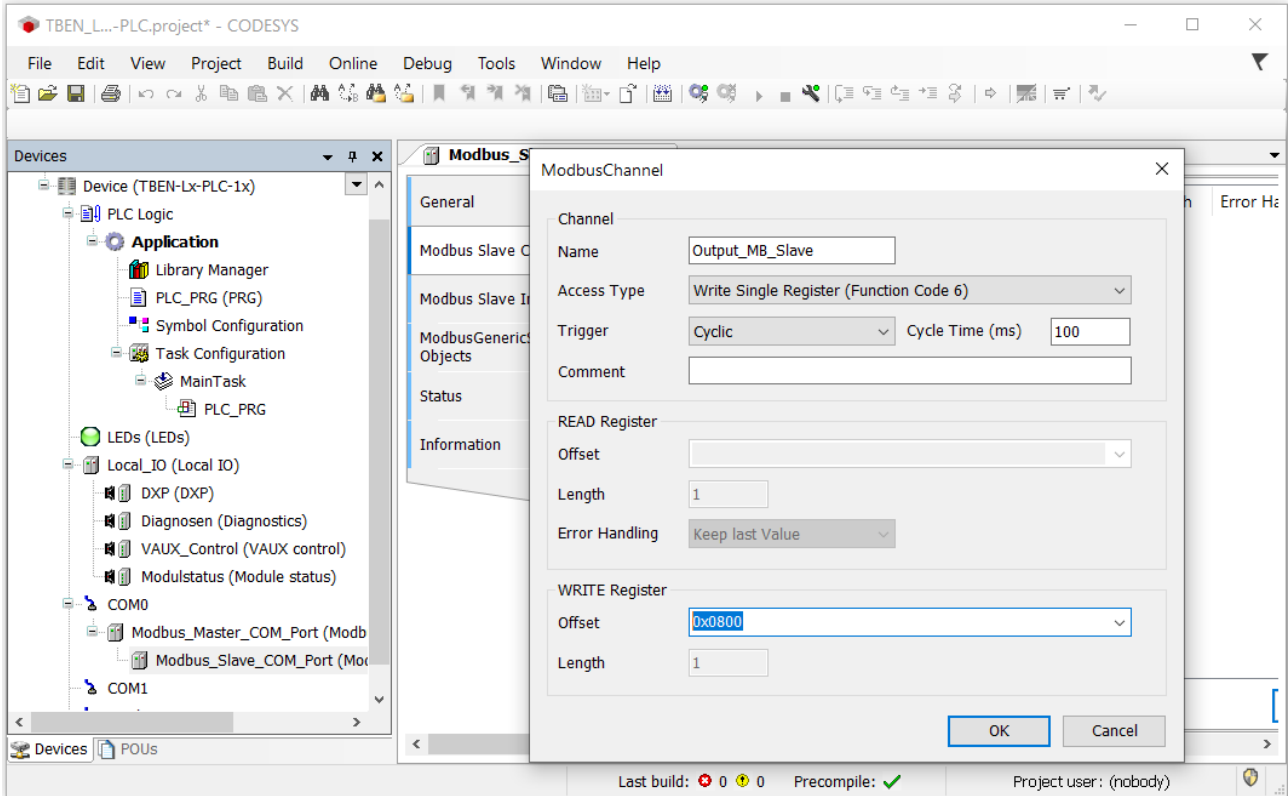 TBEN_L...-PLC.project* - CODESYS
File Edit View Project Build Online Debug Tools Window Help
Devices
Device (TBEN-Lx-PLC-1x)
PLC Logic
Application
Library Manager
PLC_PRG (PRG)
Symbol Configuration
Task Configuration
MainTask
PLC_PRG
LEDs (LEDs)
Local_IO (Local IO)
DXP (DXP)
Diagnosen (Diagnostics)
VAUX_Control (VAUX control)
Modulstatus (Module status)
COM0
Modbus_Master_COM_Port (Modb
Modbus_Slave_COM_Port (Mod
COM1
Devices POUs
Modbus_S
General
Modbus Slave C
Modbus Slave I
ModbusGenericS
Objects
Status
Information
h Error Ha
ModbusChannel
Channel
Name Output_MB_Slave
Access Type Write Single Register (Function Code 6)
Trigger Cyclic Cycle Time (ms) 100
Comment
READ Register
Offset
Length 1
Error Handling Keep last Value
WRITE Register
Offset 0x0800
Length 1
OK Cancel
Last build: 0 0 Precompile: Project user: (nobody)